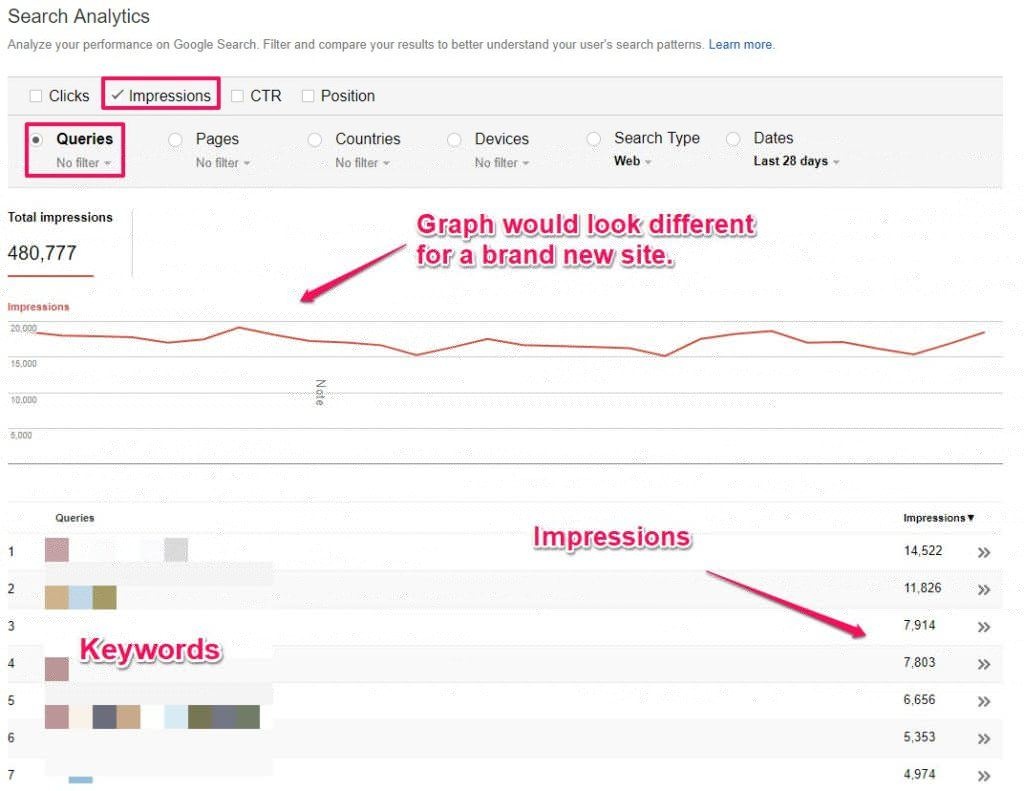 Search Analytics
Analyze your performance on Google Search. Filter and compare your results to better understand your user's search patterns. Learn more.
Clicks Impressions CTR Position
Queries Pages Countries Devices Search Type Dates
No filter No filter No filter No filter Web Last 28 days
Total impressions
480,777
Graph would look different
for a brand new site.
Impressions
20,000
15,000
Note
10,000
5,000
Queries Impressions▼
Impressions
1 14,522 »
2 11,826 »
3 7,914 »
Keywords
4 7,803 »
5 6,656 »
6 5,353 »
7 4,974 »